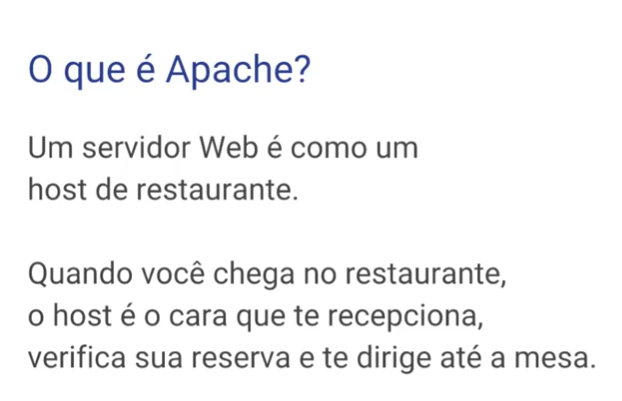 O que é Apache?
Um servidor Web é como um
host de restaurante.
Quando você chega no restaurante,
o host é o cara que te recepciona,
verifica sua reserva e te dirige até a mesa.